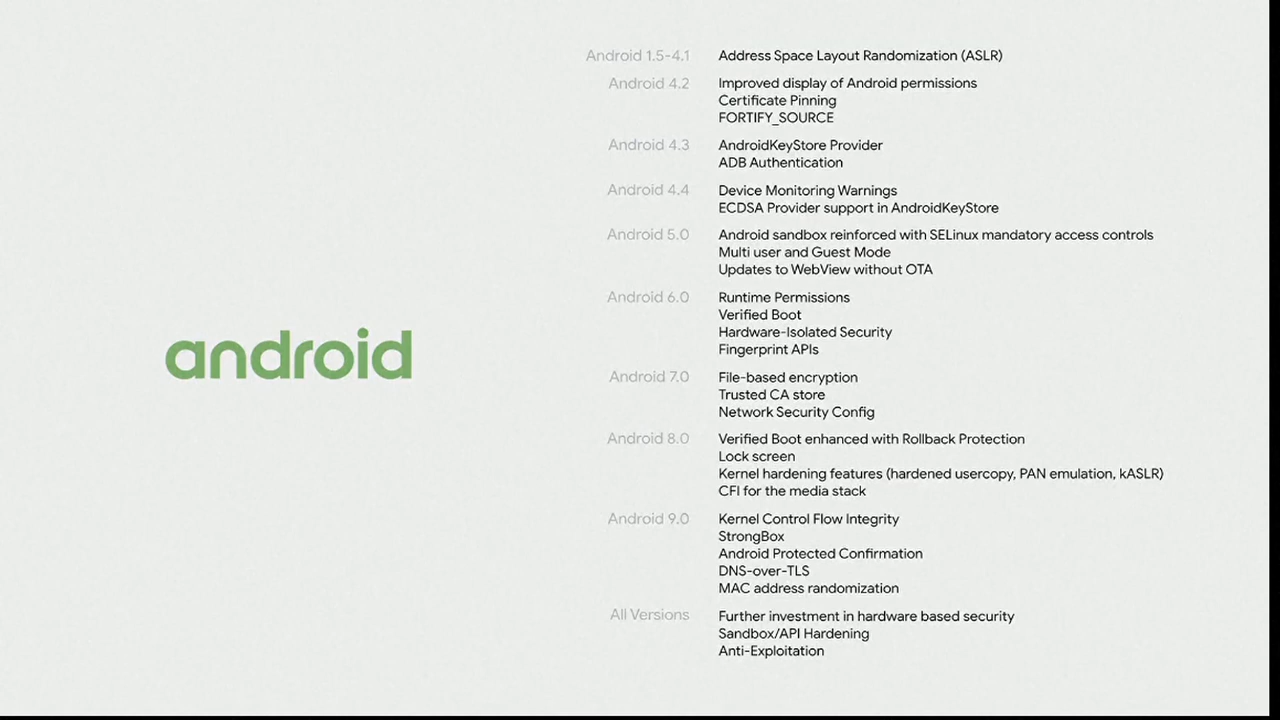 android
Android 1.5-4.1 Address Space Layout Randomization (ASLR)
Android 4.2 Improved display of Android permissions
Certificate Pinning
FORTIFY_SOURCE
Android 4.3 AndroidKeyStore Provider
ADB Authentication
Android 4.4 Device Monitoring Warnings
ECDSA Provider support in AndroidKeyStore
Android 5.0 Android sandbox reinforced with SELinux mandatory access controls
Multi user and Guest Mode
Updates to WebView without OTA
Android 6.0 Runtime Permissions
Verified Boot
Hardware-Isolated Security
Fingerprint APIs
Android 7.0 File-based encryption
Trusted CA store
Network Security Config
Android 8.0 Verified Boot enhanced with Rollback Protection
Lock screen
Kernel hardening features (hardened usercopy, PAN emulation, kASLR)
CFI for the media stack
Android 9.0 Kernel Control Flow Integrity
StrongBox
Android Protected Confirmation
DNS-over-TLS
MAC address randomization
All Versions Further investment in hardware based security
Sandbox/API Hardening
Anti-Exploitation